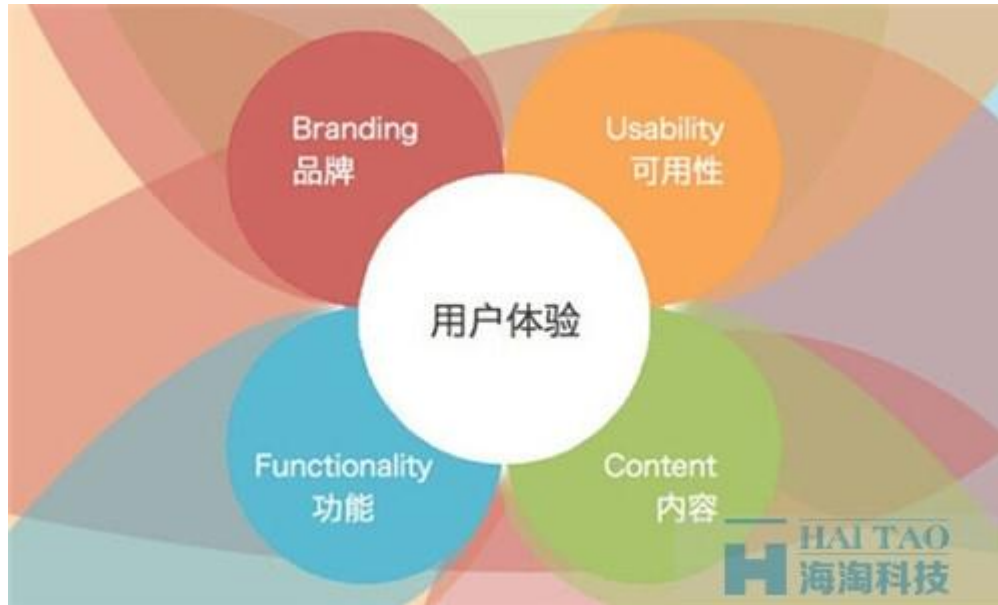 Branding
品牌
Usability
可用性
用户体验
Functionality
功能
Content
内容
HAI TAO
海淘科技